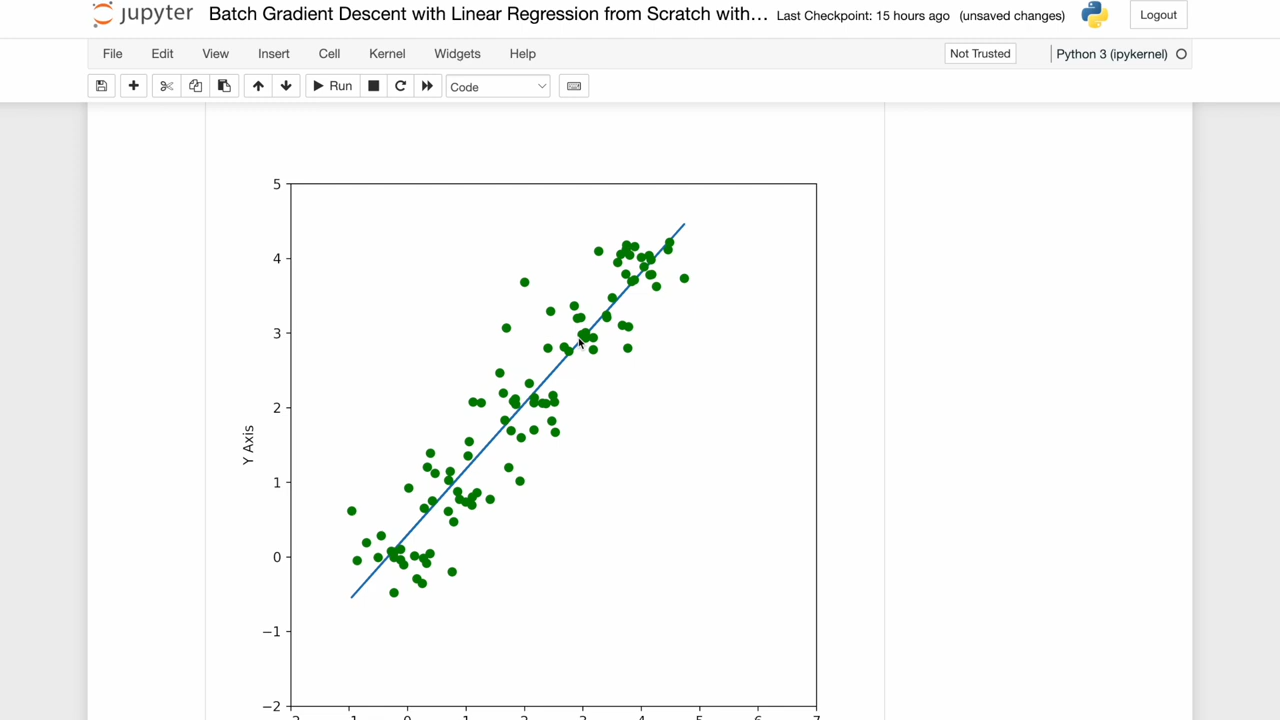 jupyter Batch Gradient Descent with Linear Regression from Scratch with… Last Checkpoint: 15 hours ago (unsaved changes) Logout
File Edit View Insert Cell Kernel Widgets Help Not Trusted Python 3 (ipykernel)
Run Code
5
4
3
2
1
0
−1
−2
Y Axis
-2 -1 0 1 2 3 4 5 6 7